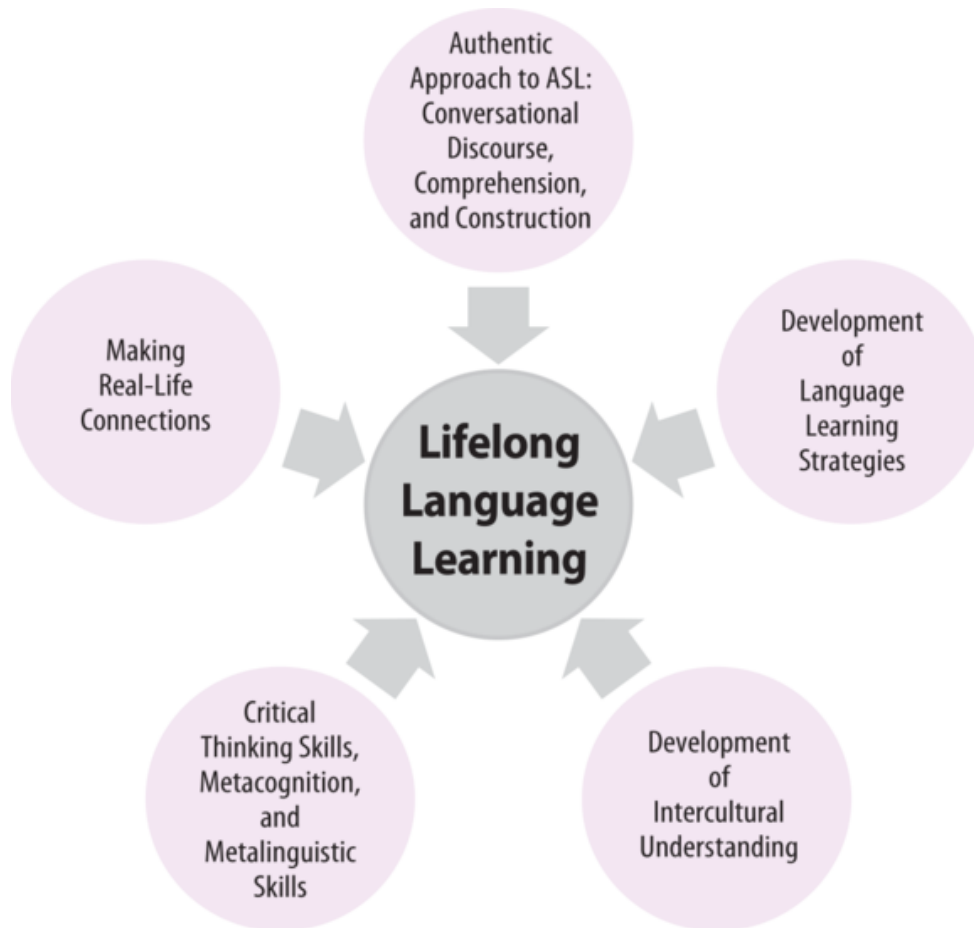 Authentic
Approach to ASL:
Conversational
Discourse,
Comprehension,
and Construction
Making
Real-Life
Connections
Development
of
Language
Learning
Strategies
Lifelong
Language
Learning
Critical
Thinking Skills,
Metacognition,
and
Metalinguistic
Skills
Development
of
Intercultural
Understanding